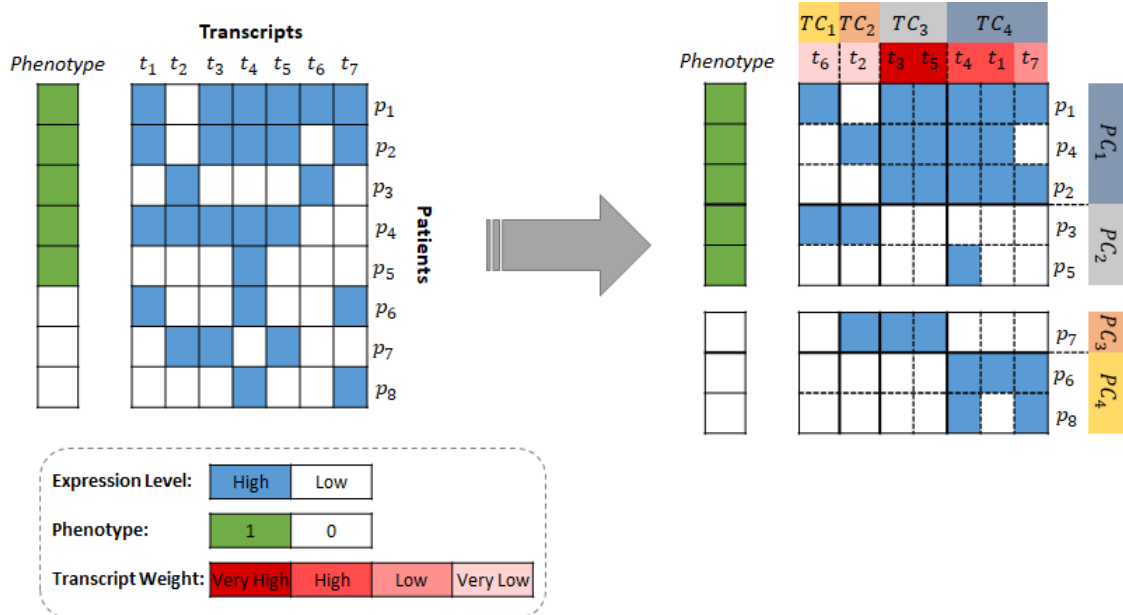 Transcripts
Phenotype t1 t2 t3 t4 t5 t6 t7
p1
p2
p3
p4
p5
p6
p7
p8
Patients
TC1 TC2 TC3 TC4
Phenotype t6 t2 t3 t5 t4 t1 t7
p1
p4
p2
p3
p5
p7
p6
p8
PC1
PC2
PC3
PC4
Expression Level: High Low
Phenotype: 1 0
Transcript Weight: Very High High Low Very Low